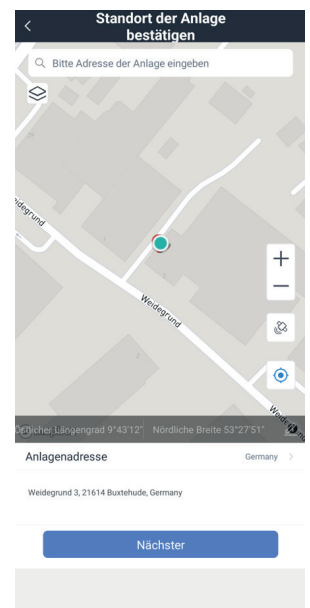 Standort der Anlage
bestätigen
Bitte Adresse der Anlage eingeben
Weidegrund
Östlicher Längengrad 9°43'12" Nördliche Breite 53°27'51"
Anlagenadresse Germany
Weidegrund 3, 21614 Buxtehude, Germany
Nächster